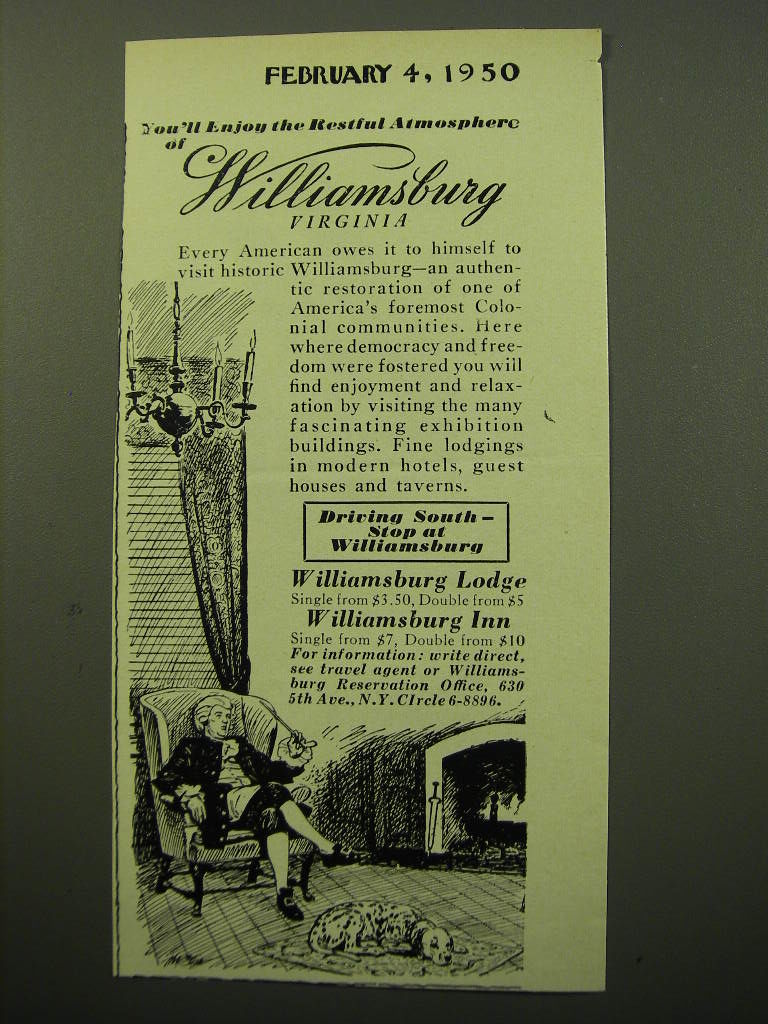 FEBRUARY 4, 1950
You'll Enjoy the Restful Atmosphere
of
Williamsburg
VIRGINIA
Every American owes it to himself to
visit historic Williamsburg—an authen-
tic restoration of one of
America's foremost Colo-
nial communities. Here
where democracy and free-
dom were fostered you will
find enjoyment and relax-
ation by visiting the many
fascinating exhibition
buildings. Fine lodgings
in modern hotels, guest
houses and taverns.
Driving South—
Stop at
Williamsburg
Williamsburg Lodge
Single from $3.50, Double from $5
Williamsburg Inn
Single from $7, Double from $10
For information: write direct,
see travel agent or Williams-
burg Reservation Office, 630
5th Ave., N.Y. CIrcle 6-8896.